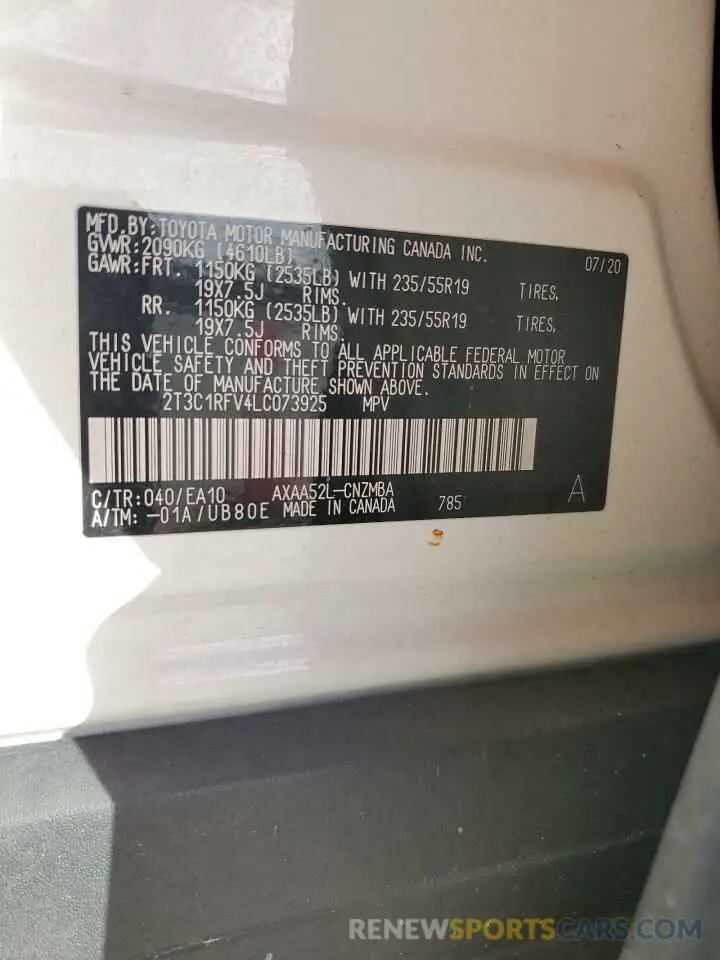 MFD.BY:TOYOTA MOTOR MANUFACTURING CANADA INC.
07/20
GVWR:2090KG (4610LB)
GAWR:FRT. 1150KG (2535LB) WITH 235/55R19 TIRES,
19X7.5J RIMS.
RR. 1150KG (2535LB) WITH 235/55R19 TIRES,
19X7.5J RIMS.
THIS VEHICLE CONFORMS TO ALL APPLICABLE FEDERAL MOTOR
VEHICLE SAFETY AND THEFT PREVENTION STANDARDS IN EFFECT ON
THE DATE OF MANUFACTURE SHOWN ABOVE.
2T3C1RFV4LC073925 MPV
C/TR:040/EA10 AXAA52L-CNZMBA
A/TM:-01A/UB80E MADE IN CANADA 785 A
RENEWSPORTSCARS.COM